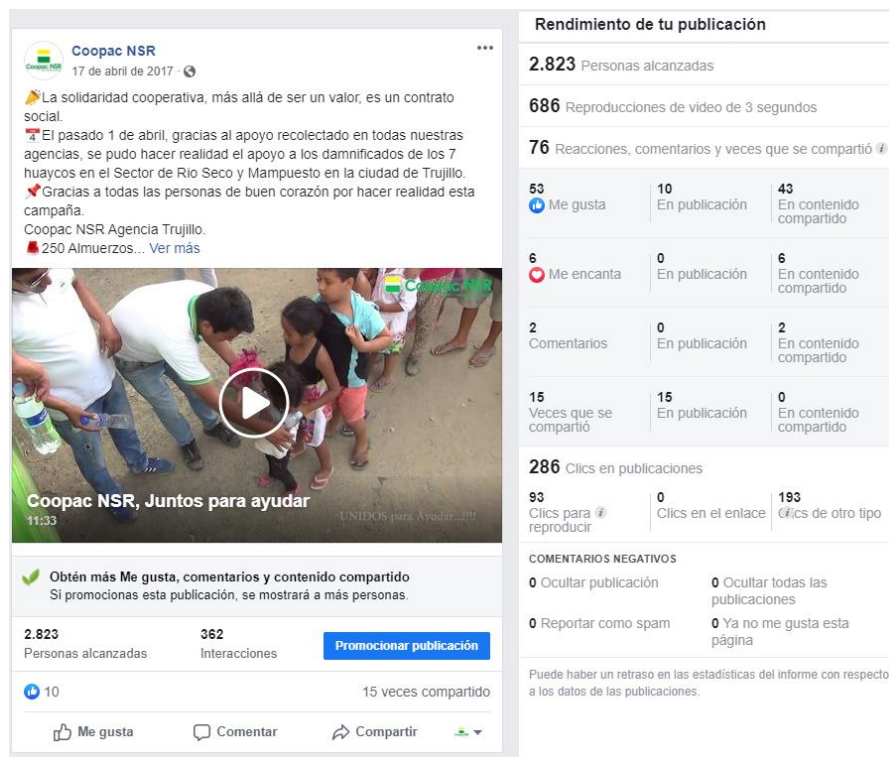 Coopac NSR
17 de abril de 2017 ·
🎉La solidaridad cooperativa, más allá de ser un valor, es un contrato
social.
📅El pasado 1 de abril, gracias al apoyo recolectado en todas nuestras
agencias, se pudo hacer realidad el apoyo a los damnificados de los 7
huaycos en el Sector de Rio Seco y Mampuesto en la ciudad de Trujillo.
📌Gracias a todas las personas de buen corazón por hacer realidad esta
campaña.
Coopac NSR Agencia Trujillo.
250 Almuerzos... Ver más
Coopac NSR
Coopac NSR, Juntos para ayudar
11:33
UNIDOS para Ayudar...!!!!
Obtén más Me gusta, comentarios y contenido compartido
Si promocionas esta publicación, se mostrará a más personas.
2.823
Personas alcanzadas
362
Interacciones
Promocionar publicación
10
15 veces compartido
Me gusta
Comentar
Compartir
Rendimiento de tu publicación
2.823 Personas alcanzadas
686 Reproducciones de video de 3 segundos
76 Reacciones, comentarios y veces que se compartió
53
Me gusta
10
En publicación
43
En contenido
compartido
6
Me encanta
0
En publicación
6
En contenido
compartido
2
Comentarios
0
En publicación
2
En contenido
compartido
15
Veces que se
compartió
15
En publicación
0
En contenido
compartido
286 Clics en publicaciones
93
Clics para
reproducir
0
Clics en el enlace
193
Clics de otro tipo
COMENTARIOS NEGATIVOS
0 Ocultar publicación
0 Ocultar todas las
publicaciones
0 Reportar como spam
0 Ya no me gusta esta
página
Puede haber un retraso en las estadísticas del informe con respecto
a los datos de las publicaciones.